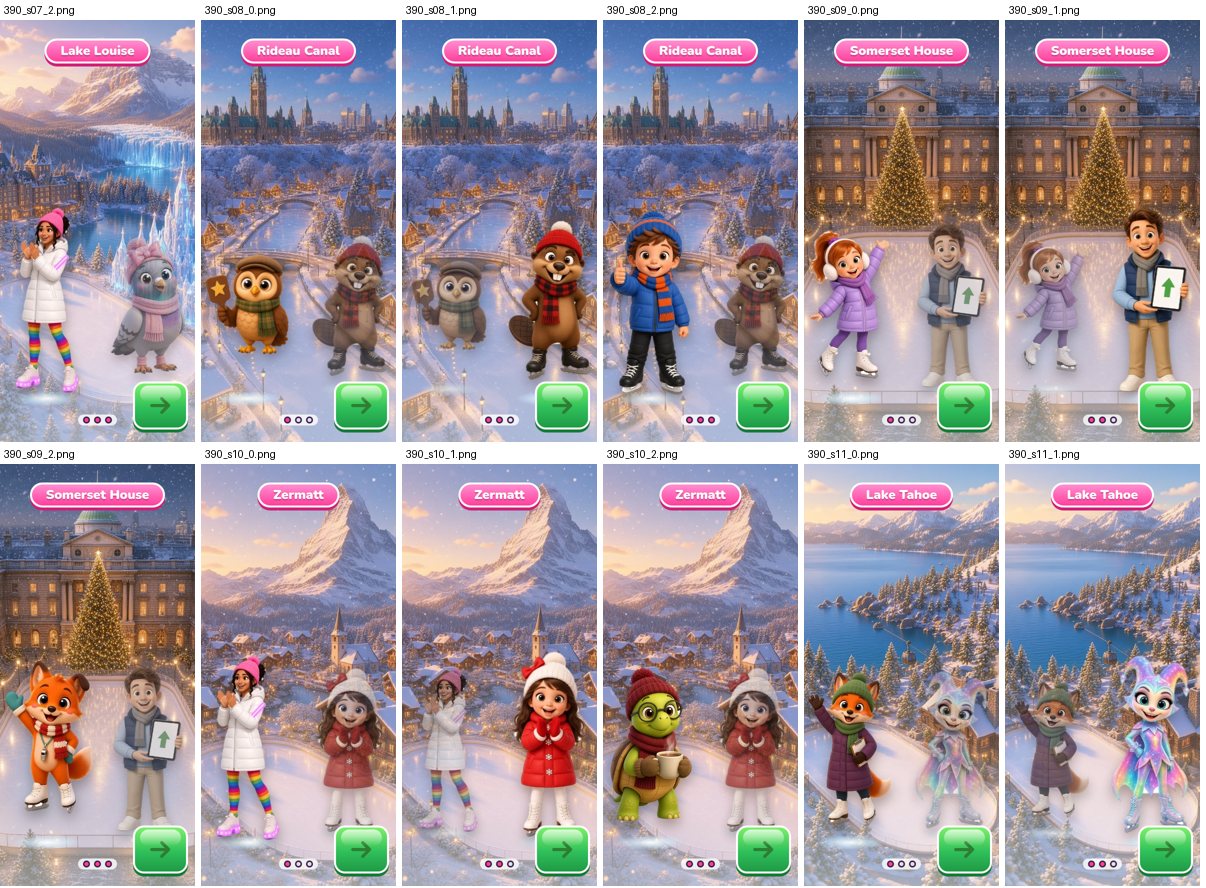 390_s07_2.png
390_s08_0.png
390_s08_1.png
390_s08_2.png
390_s09_0.png
390_s09_1.png
Lake Louise
Rideau Canal
Rideau Canal
Rideau Canal
Somerset House
Somerset House
390_s09_2.png
390_s10_0.png
390_s10_1.png
390_s10_2.png
390_s11_0.png
390_s11_1.png
Somerset House
Zermatt
Zermatt
Zermatt
Lake Tahoe
Lake Tahoe